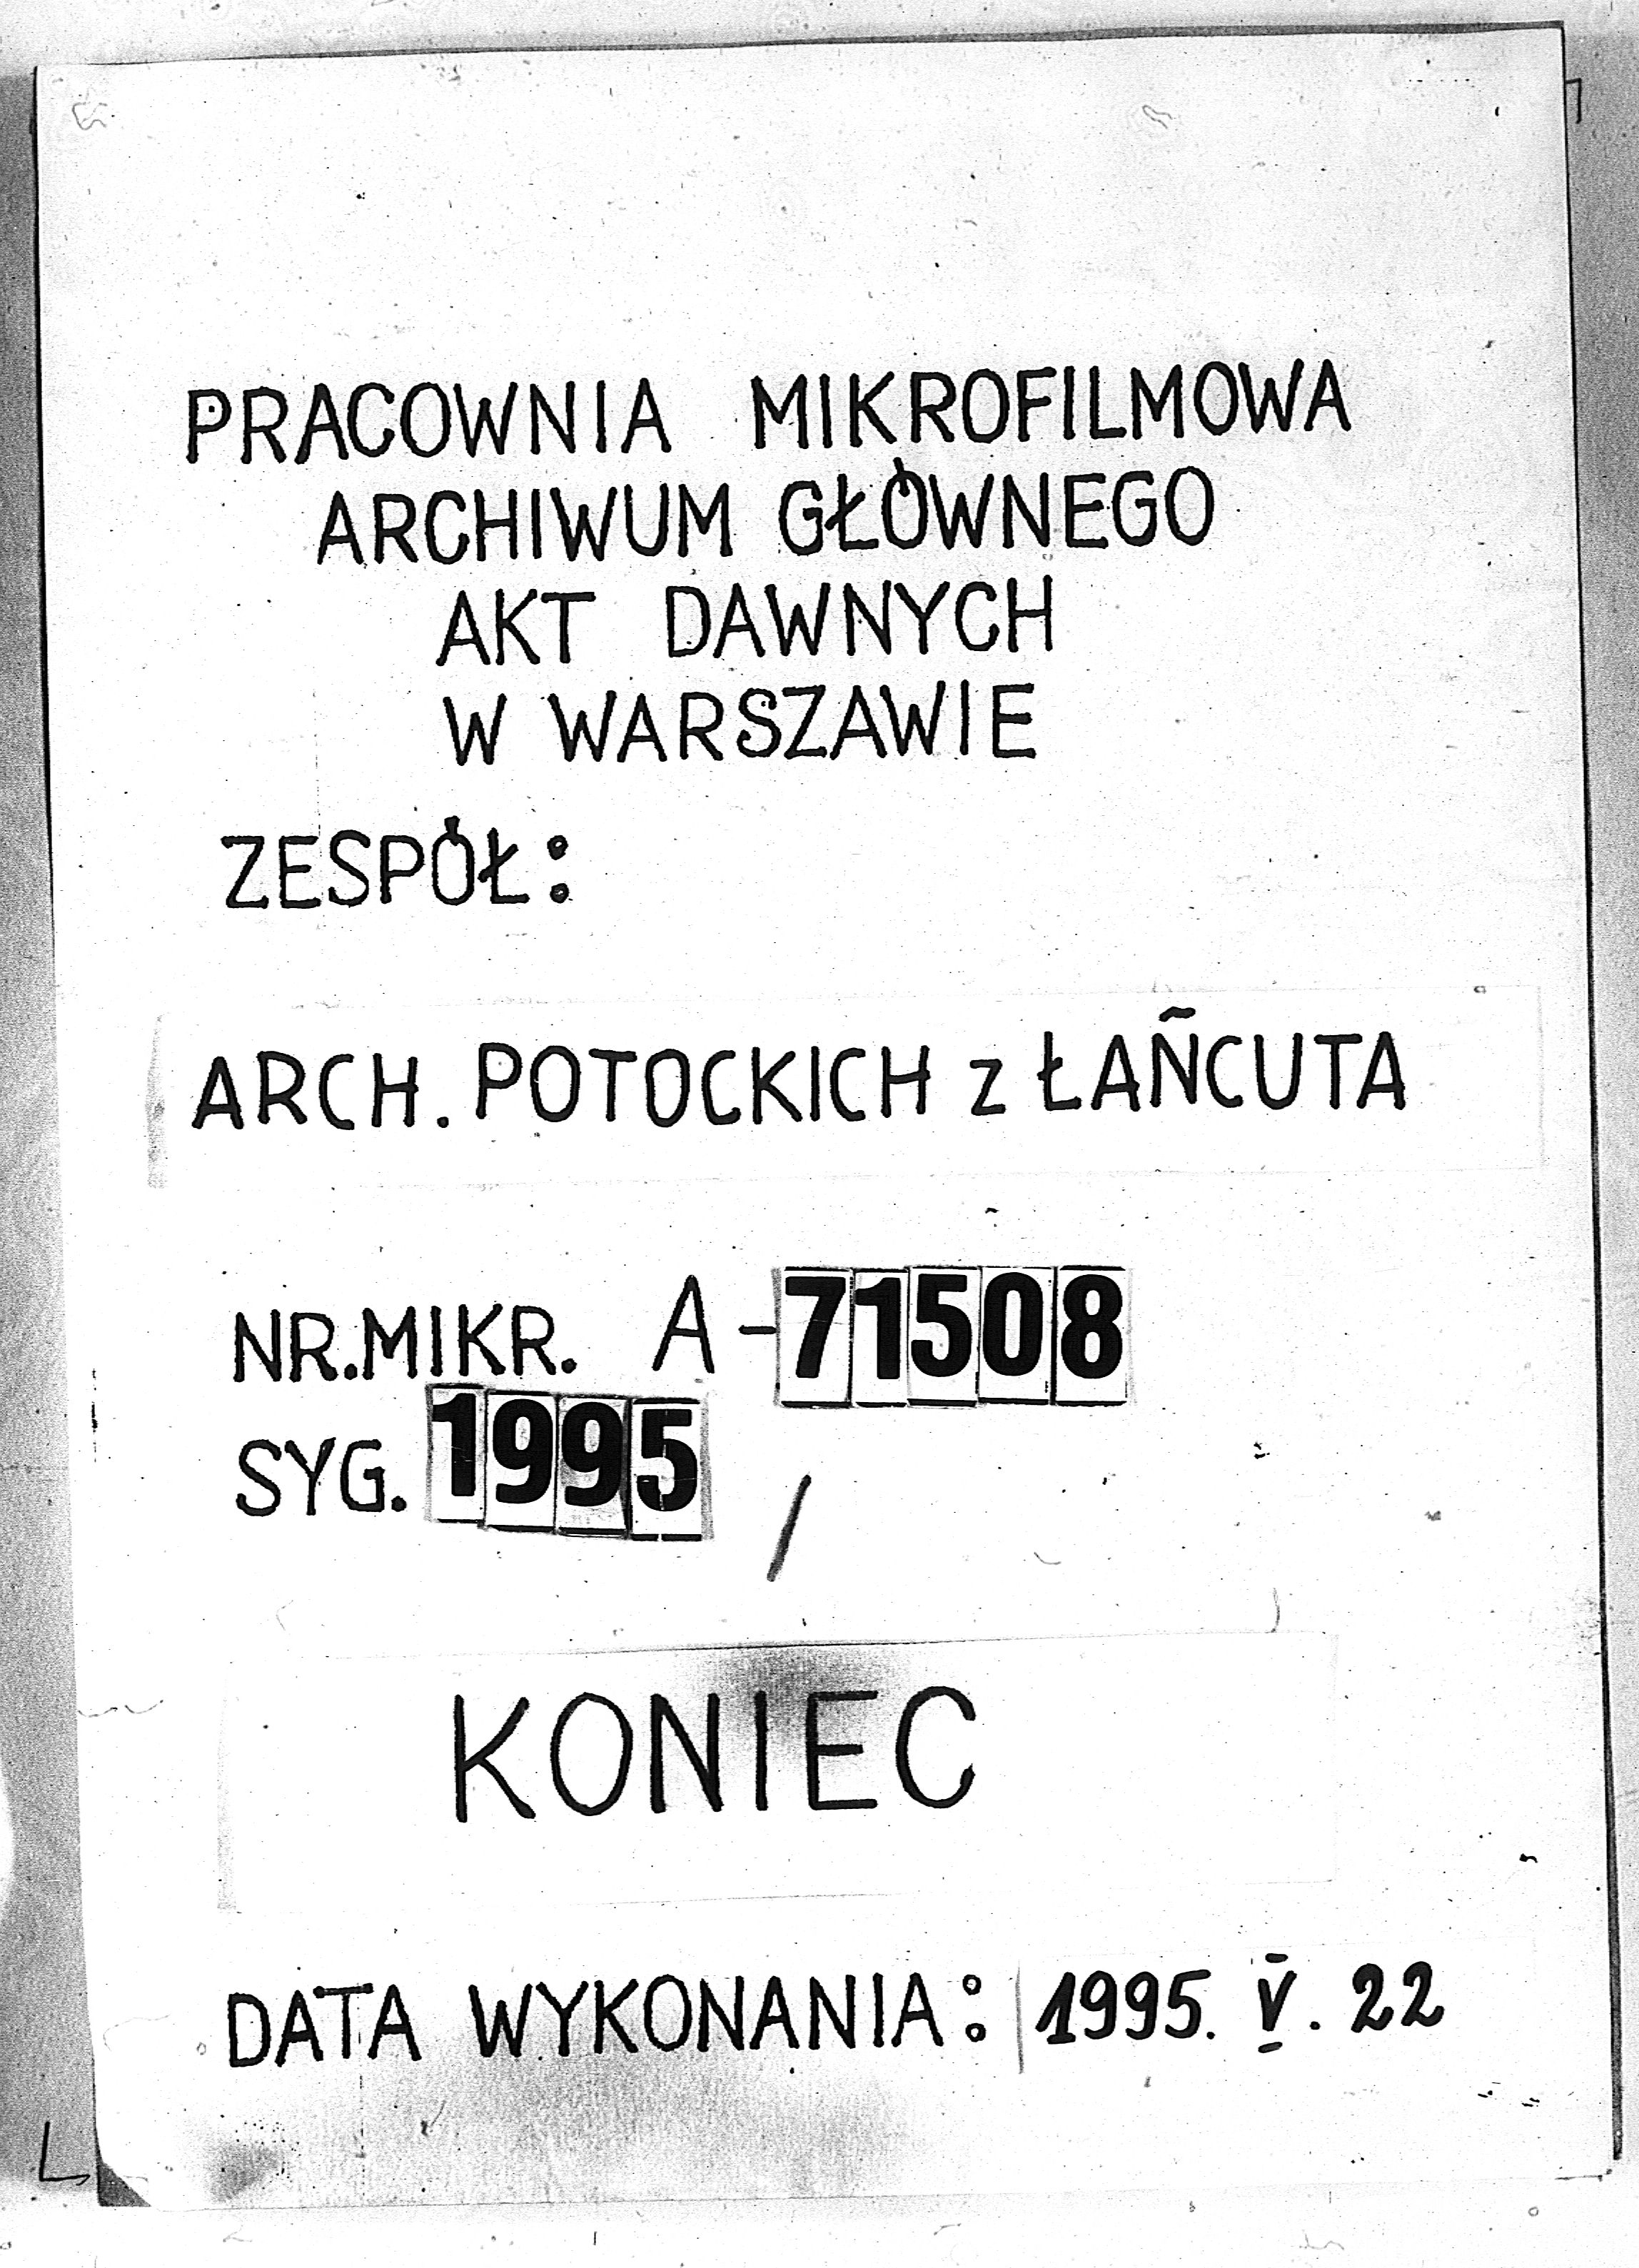 PRACOWNIA MIKROFILMOWA
ARCHIWUM GŁÓWNEGO
AKT DAWNYCH
W WARSZAWIE
ZESPÓŁ:
ARCH. POTOCKICH z ŁAŃCUTA
NR.MIKR. A-71508
SYG. 1995 /
KONIEC
DATA WYKONANIA: 1995. V. 22